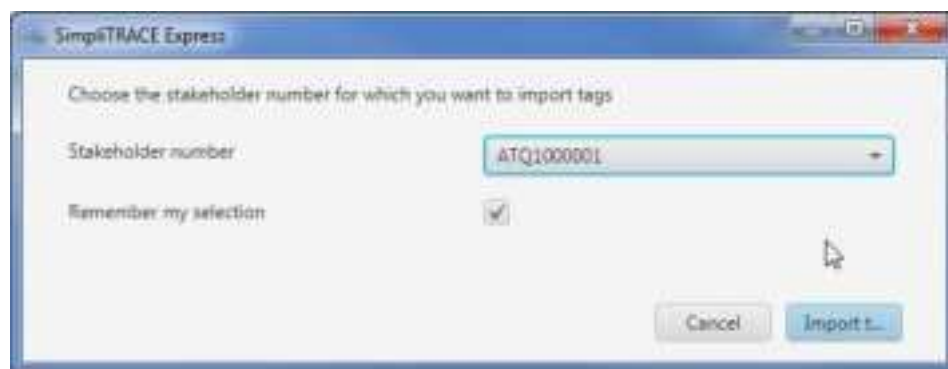 SimpliTRACE Express
Choose the stakeholder number for which you want to import tags
Stakeholder number
ATQ1000001
Remember my selection
Cancel
Import t...